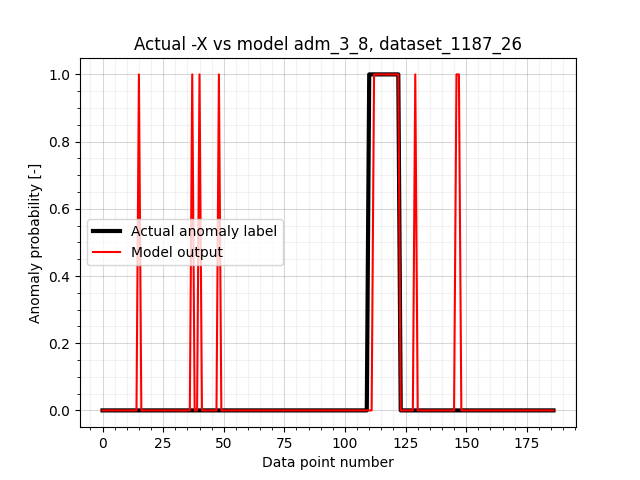 Actual -X vs model adm_3_8, dataset_1187_26
Anomaly probability [-]
1.0
0.8
0.6
0.4
0.2
0.0
Actual anomaly label
Model output
0 25 50 75 100 125 150 175
Data point number